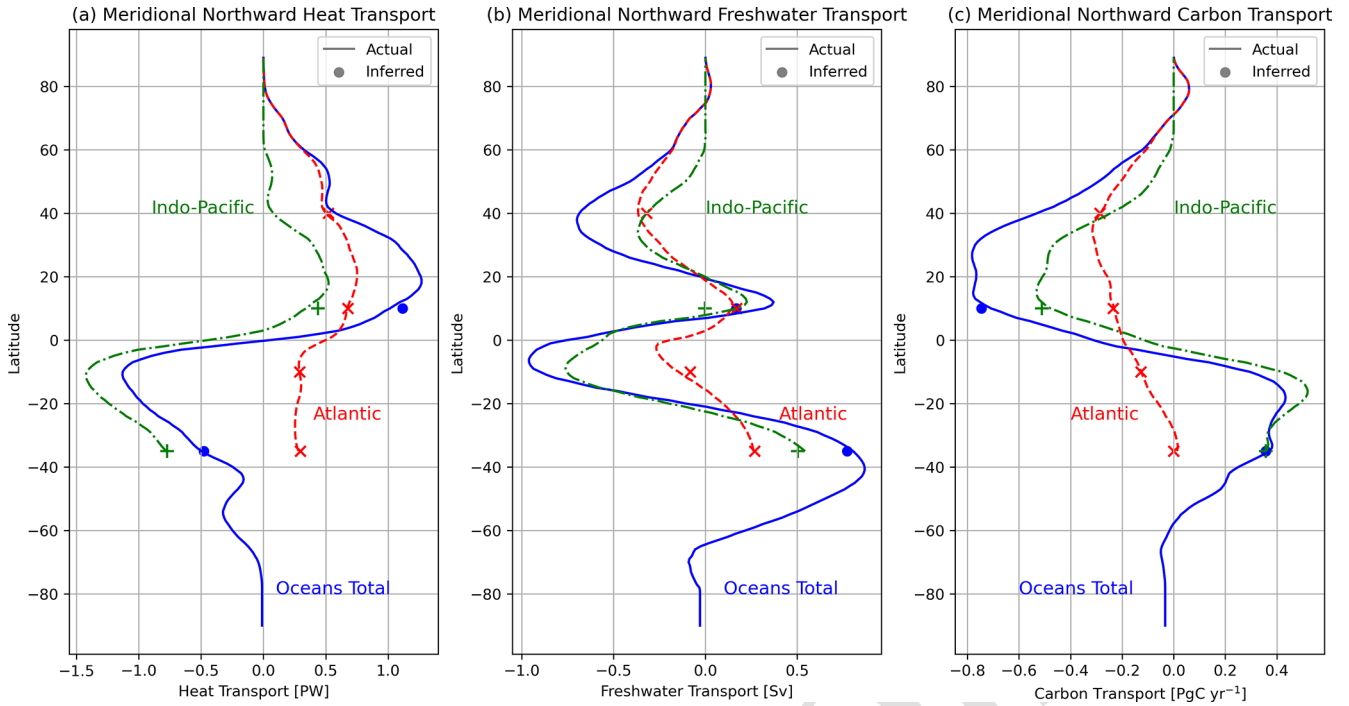 (a) Meridional Northward Heat Transport
Actual
Inferred
80
60
40
20
0
−20
−40
−60
−80
Latitude
Indo-Pacific
Atlantic
Oceans Total
−1.5
−1.0
−0.5
0.0
0.5
1.0
Heat Transport [PW]
(b) Meridional Northward Freshwater Transport
Actual
Inferred
80
60
40
20
0
−20
−40
−60
−80
Latitude
Indo-Pacific
Atlantic
Oceans Total
−1.0
−0.5
0.0
0.5
Freshwater Transport [Sv]
(c) Meridional Northward Carbon Transport
Actual
Inferred
80
60
40
20
0
−20
−40
−60
−80
Latitude
Indo-Pacific
Atlantic
Oceans Total
−0.8
−0.6
−0.4
−0.2
0.0
0.2
0.4
Carbon Transport [PgC yr⁻¹]